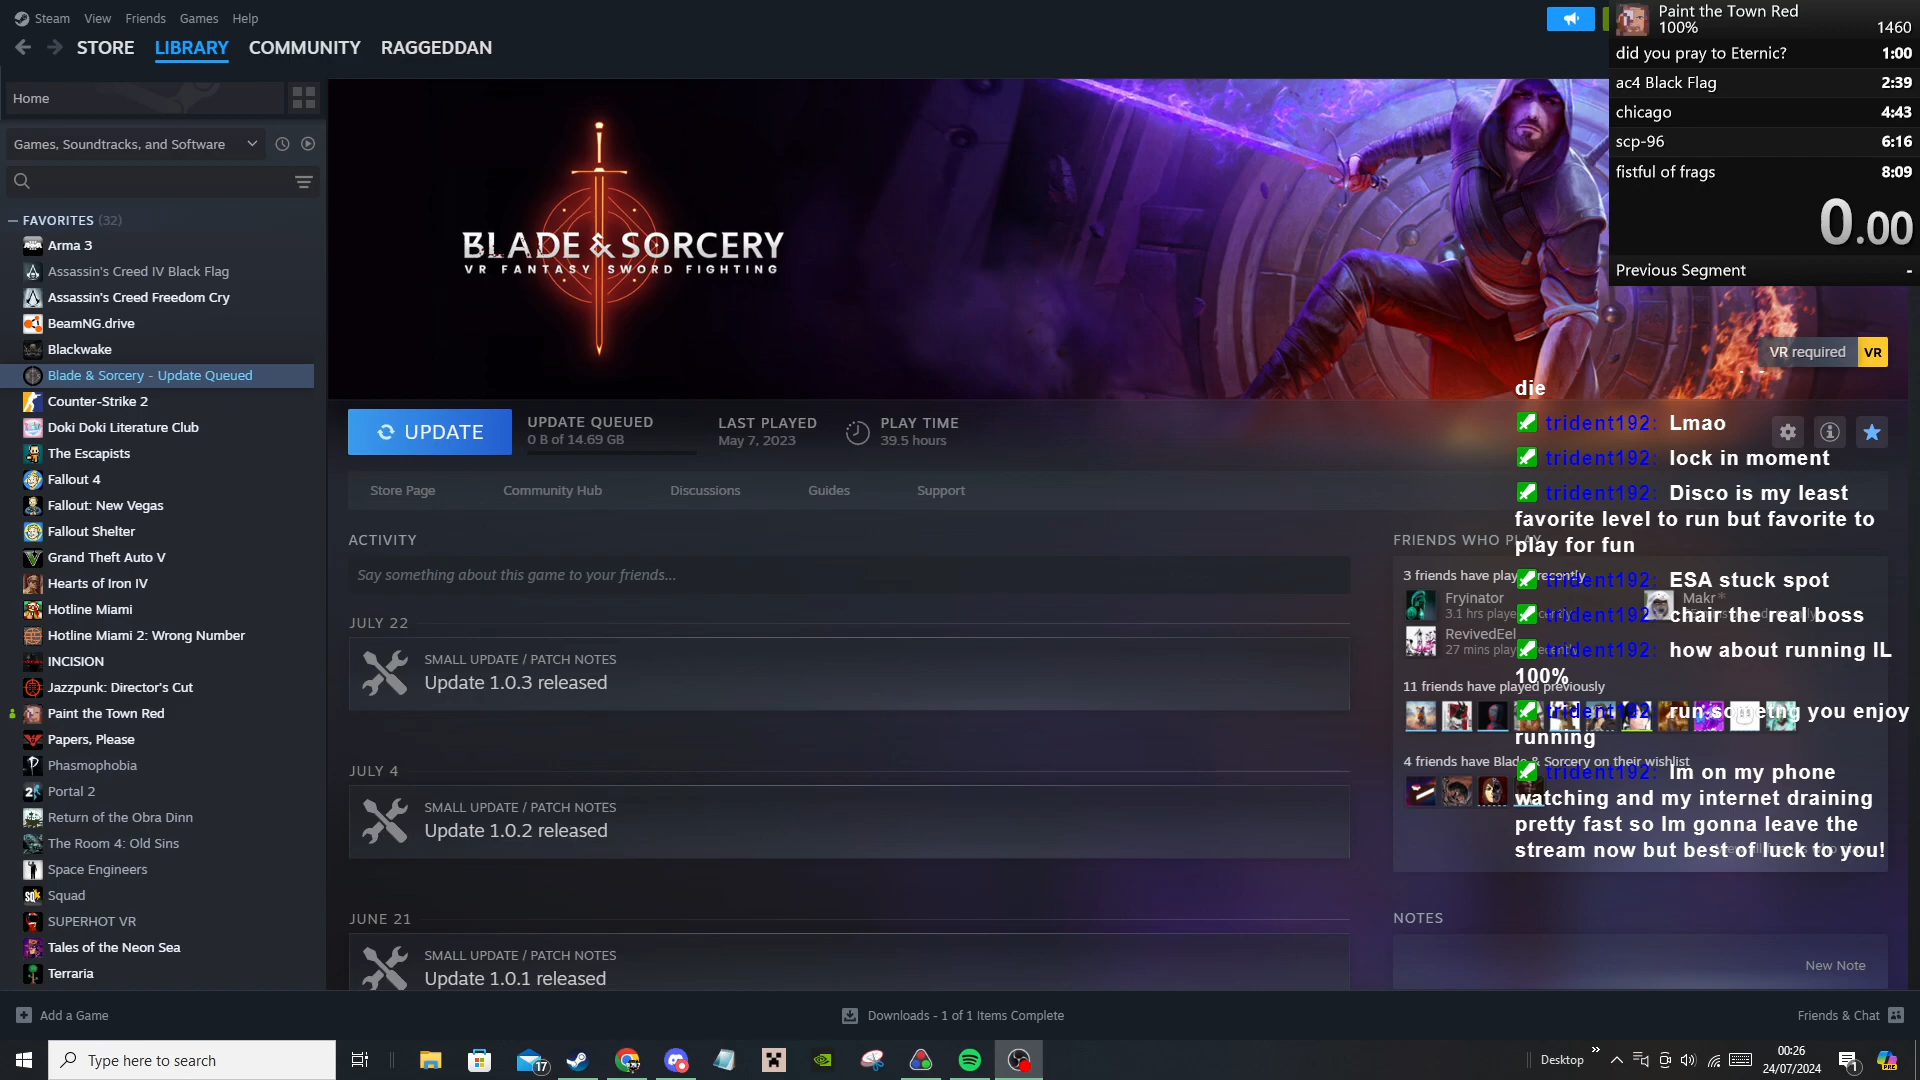 Steam View Friends Games Help
STORE LIBRARY COMMUNITY RAGGEDDAN
Home
Games, Soundtracks, and Software
FAVORITES (32)
Arma 3
Assassin's Creed IV Black Flag
Assassin's Creed Freedom Cry
BeamNG.drive
Blackwake
Blade & Sorcery - Update Queued
Counter-Strike 2
Doki Doki Literature Club
The Escapists
Fallout 4
Fallout: New Vegas
Fallout Shelter
Grand Theft Auto V
Hearts of Iron IV
Hotline Miami
Hotline Miami 2: Wrong Number
INCISION
Jazzpunk: Director's Cut
Paint the Town Red
Papers, Please
Phasmophobia
Portal 2
Return of the Obra Dinn
The Room 4: Old Sins
Space Engineers
Squad
SUPERHOT VR
Tales of the Neon Sea
Terraria
BLADE & SORCERY
VR FANTASY SWORD FIGHTING
VR required VR
UPDATE
UPDATE QUEUED
0 B of 14.69 GB
LAST PLAYED
May 7, 2023
PLAY TIME
39.5 hours
Store Page Community Hub Discussions Guides Support
ACTIVITY
Say something about this game to your friends...
JULY 22
SMALL UPDATE / PATCH NOTES
Update 1.0.3 released
JULY 4
SMALL UPDATE / PATCH NOTES
Update 1.0.2 released
JUNE 21
SMALL UPDATE / PATCH NOTES
Update 1.0.1 released
FRIENDS WHO PLAY
3 friends have played recently
Fryinator
3.1 hrs played
Makr*
RevivedEel
27 mins played
11 friends have played previously
4 friends have Blade & Sorcery on their wishlist
NOTES
New Note
Paint the Town Red
100% 1460
did you pray to Eternic? 1:00
ac4 Black Flag 2:39
chicago 4:43
scp-96 6:16
fistful of frags 8:09
0.00
Previous Segment -
die
trident192: Lmao
trident192: lock in moment
trident192: Disco is my least
favorite level to run but favorite to
play for fun
trident192: ESA stuck spot
trident192: chair the real boss
trident192: how about running IL
100%
trident192: run sometng you enjoy
running
trident192: Im on my phone
watching and my internet draining
pretty fast so Im gonna leave the
stream now but best of luck to you!
Add a Game
Downloads - 1 of 1 Items Complete
Friends & Chat
Type here to search
17
Desktop
00:26
24/07/2024
1